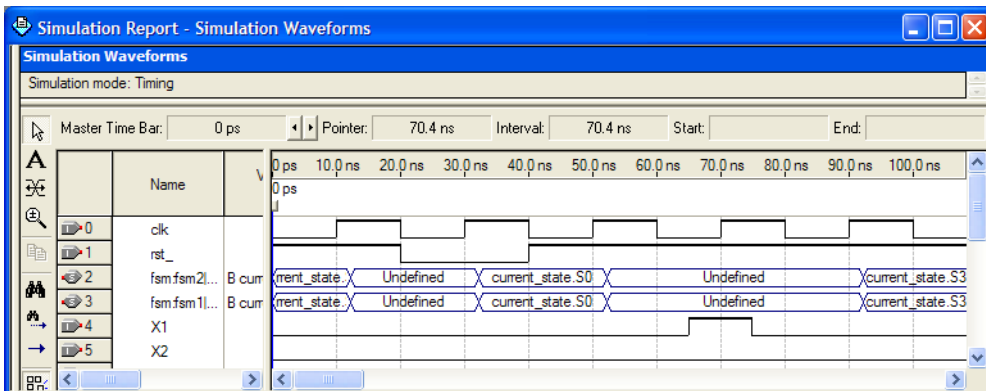 Simulation Report - Simulation Waveforms
Simulation Waveforms
Simulation mode: Timing
Master Time Bar: 0 ps Pointer: 70.4 ns Interval: 70.4 ns Start: End:
A
Name V
0 ps 10.0 ns 20.0 ns 30.0 ns 40.0 ns 50.0 ns 60.0 ns 70.0 ns 80.0 ns 90.0 ns 100.0 ns
0 ps
0 clk
1 rst_
2 fsm:fsm2|... B curr rrent_state. Undefined current_state.S0 Undefined current_state.S3
3 fsm:fsm1|... B curr rrent_state. Undefined current_state.S0 Undefined current_state.S3
4 X1
5 X2